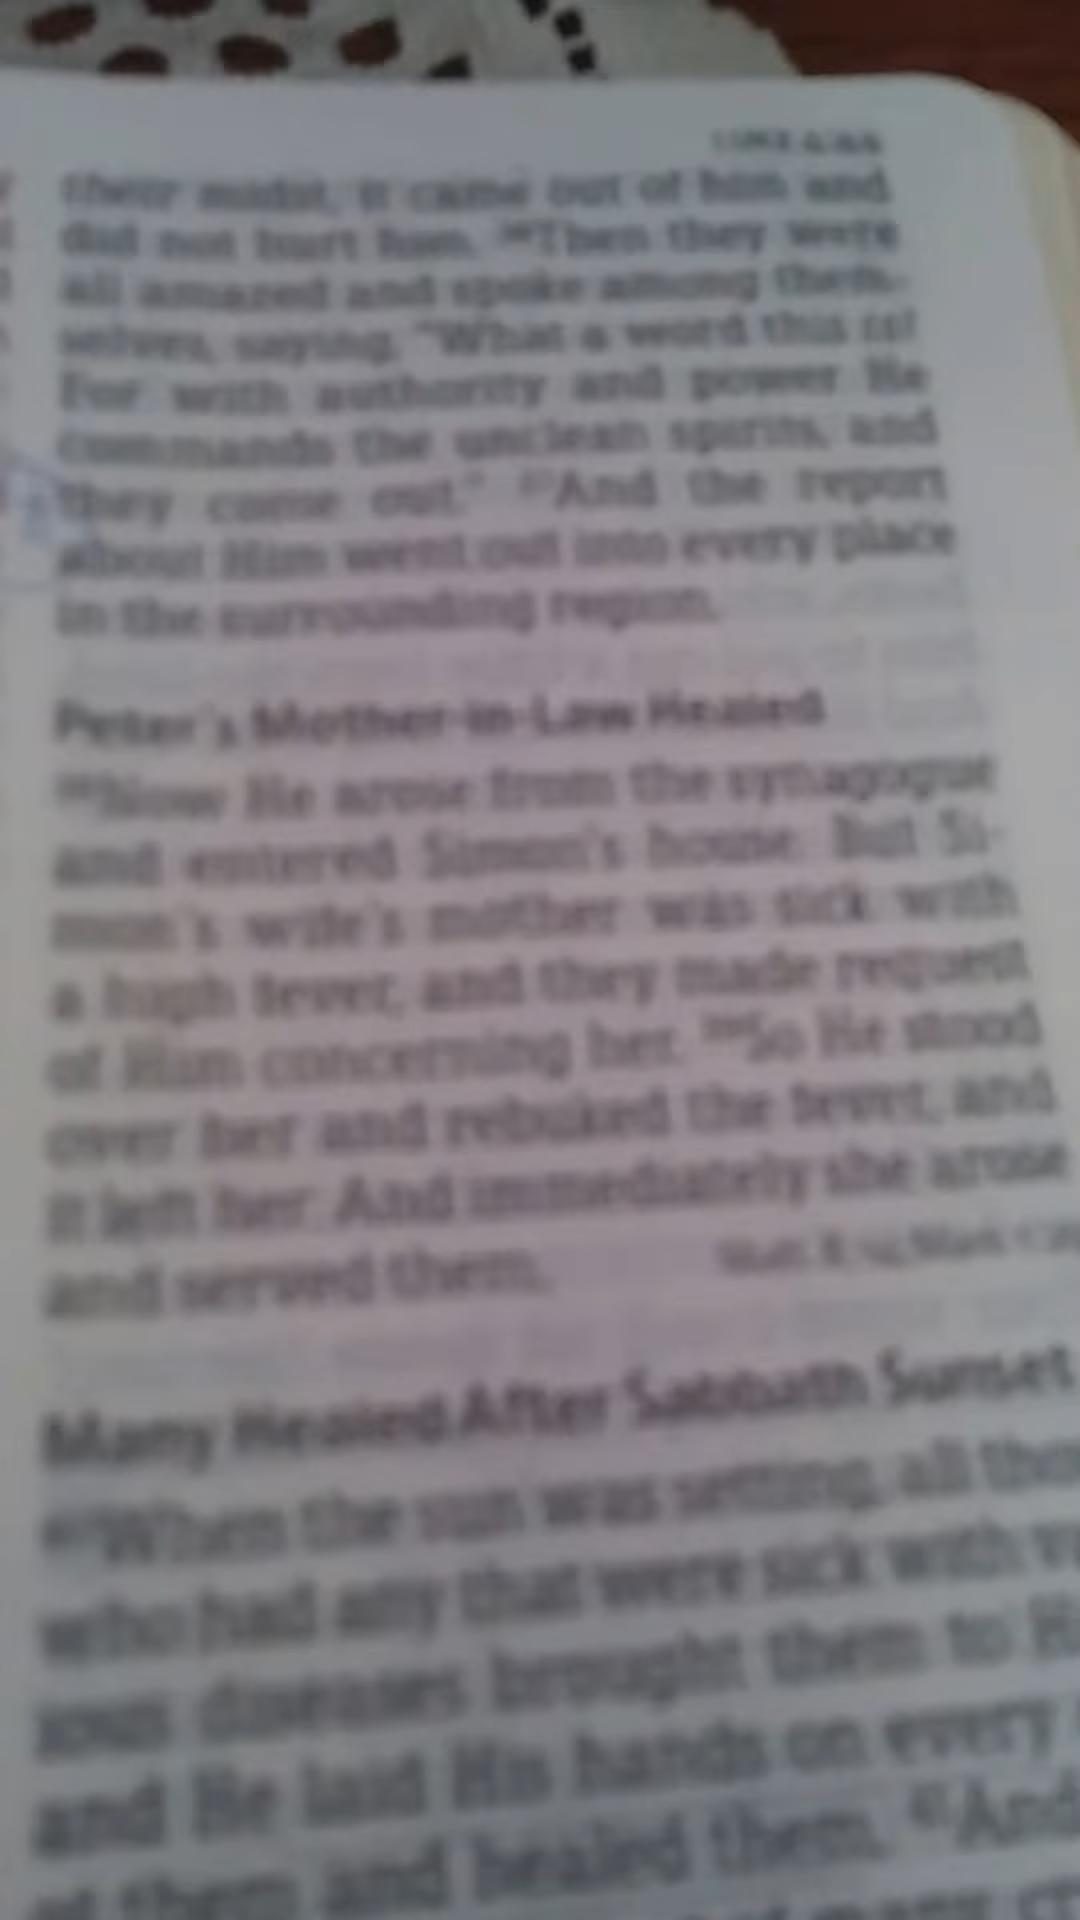 their midst, it came out of him and
did not hurt him. 36Then they were
all amazed and spoke among them-
selves, saying, "What a word this is!
For with authority and power He
commands the unclean spirits, and
they come out." 37And the report
about Him went out into every place
in the surrounding region.
Peter's Mother-in-Law Healed
38Now He arose from the synagogue
and entered Simon's house. But Si-
mon's wife's mother was sick with
a high fever, and they made request
of Him concerning her. 39So He stood
over her and rebuked the fever, and
it left her. And immediately she arose
and served them.
Many Healed After Sabbath Sunset
40When the sun was setting, all
who had any that were sick with
ious diseases brought them to
and He laid His hands on every
of them and healed them. 41And